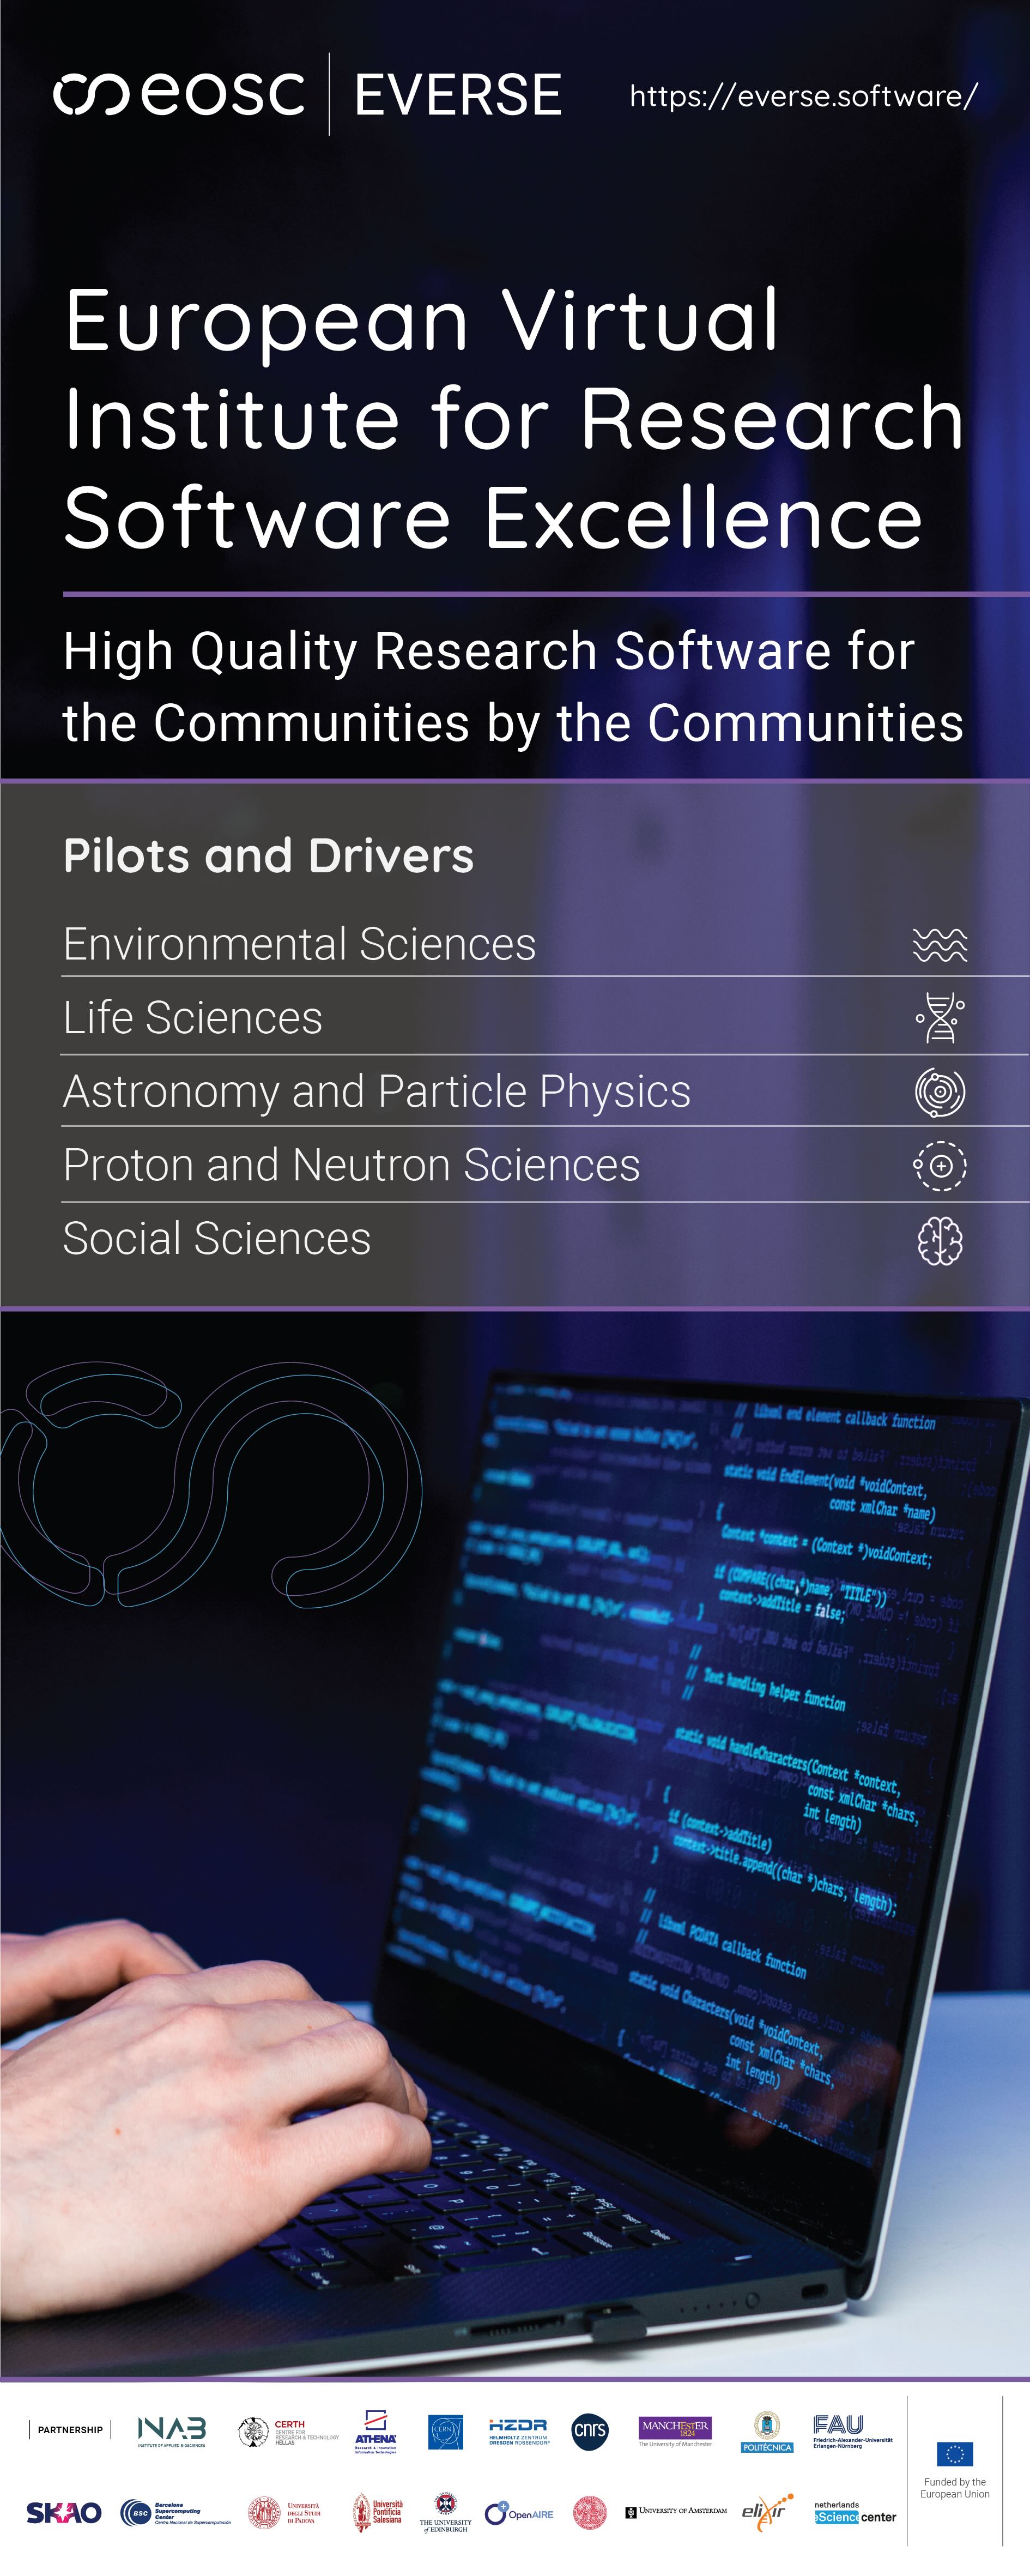 eosc EVERSE https://everse.software/
European Virtual
Institute for Research
Software Excellence
High Quality Research Software for
the Communities by the Communities
Pilots and Drivers
Environmental Sciences
Life Sciences
Astronomy and Particle Physics
Proton and Neutron Sciences
Social Sciences
// libxml end element callback function
//
static void EndElement(void *voidContext,
const xmlChar *name)
{
Context *context = (Context *)voidContext;
if (COMPARE((char *)name, "TITLE"))
context->addTitle = false;
}
//
// Text handling helper function
//
static void handleCharacters(Context *context,
const xmlChar *chars,
int length)
{
if (context->addTitle)
context->title.append((char *)chars, length);
}
//
// libxml PCDATA callback function
//
static void Characters(void *voidContext,
const xmlChar *chars,
int length)
{
PARTNERSHIP
INAB
INSTITUTE OF APPLIED BIOSCIENCES
CERTH
CENTRE FOR
RESEARCH & TECHNOLOGY
HELLAS
ATHENA
Research & Innovation
Information Technologies
CERN
HZDR
HELMHOLTZ ZENTRUM
DRESDEN ROSSENDORF
cnrs
MANCHESTER
1824
The University of Manchester
POLITÉCNICA
FAU
Friedrich-Alexander-Universität
Erlangen-Nürnberg
SKAO
BSC
Barcelona
Supercomputing
Center
Centro Nacional de Supercomputación
UNIVERSITÀ
DEGLI STUDI
DI PADOVA
Università
Pontificia
Salesiana
THE UNIVERSITY
of EDINBURGH
OpenAIRE
UNIVERSITY OF AMSTERDAM
elixir
netherlands
eScience center
Funded by the
European Union